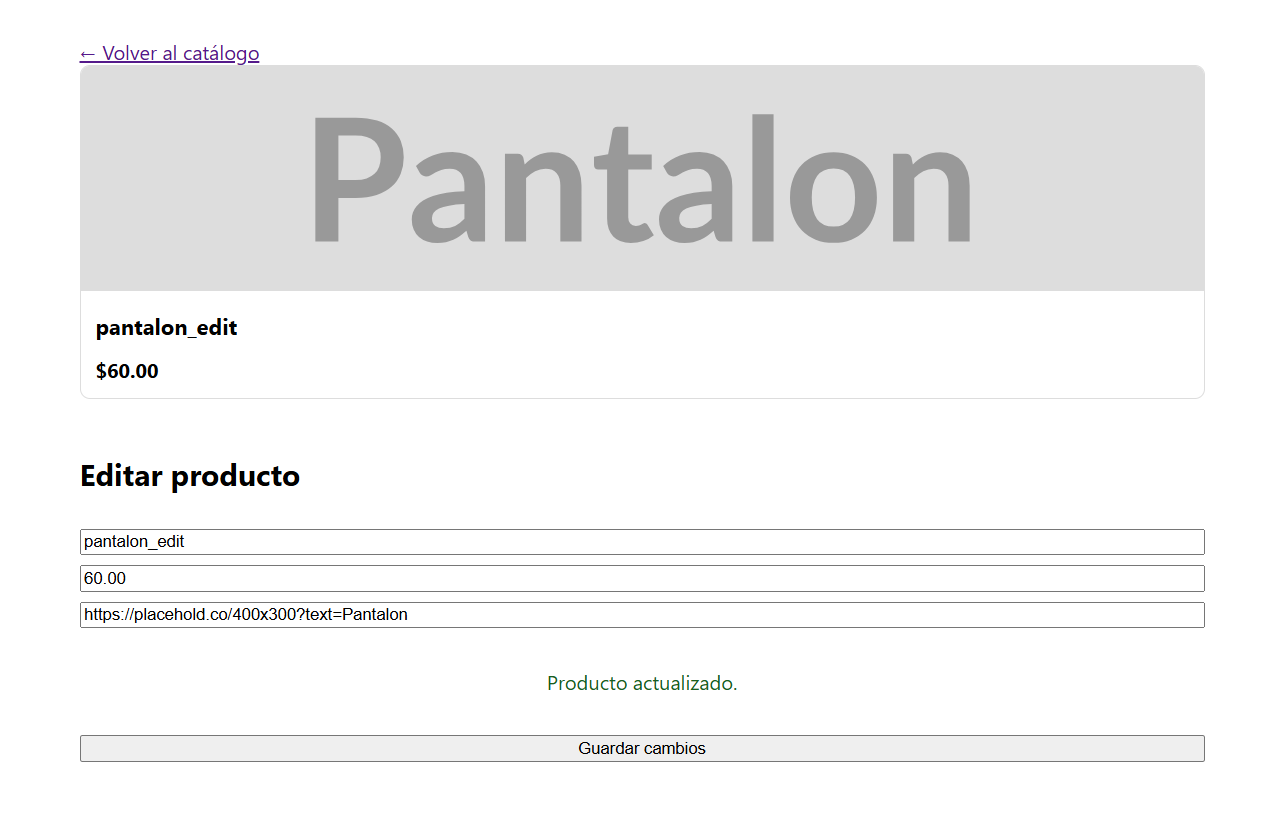 ← Volver al catálogo
Pantalon
pantalon_edit
$60.00
Editar producto
pantalon_edit
60.00
https://placehold.co/400x300?text=Pantalon
Producto actualizado.
Guardar cambios